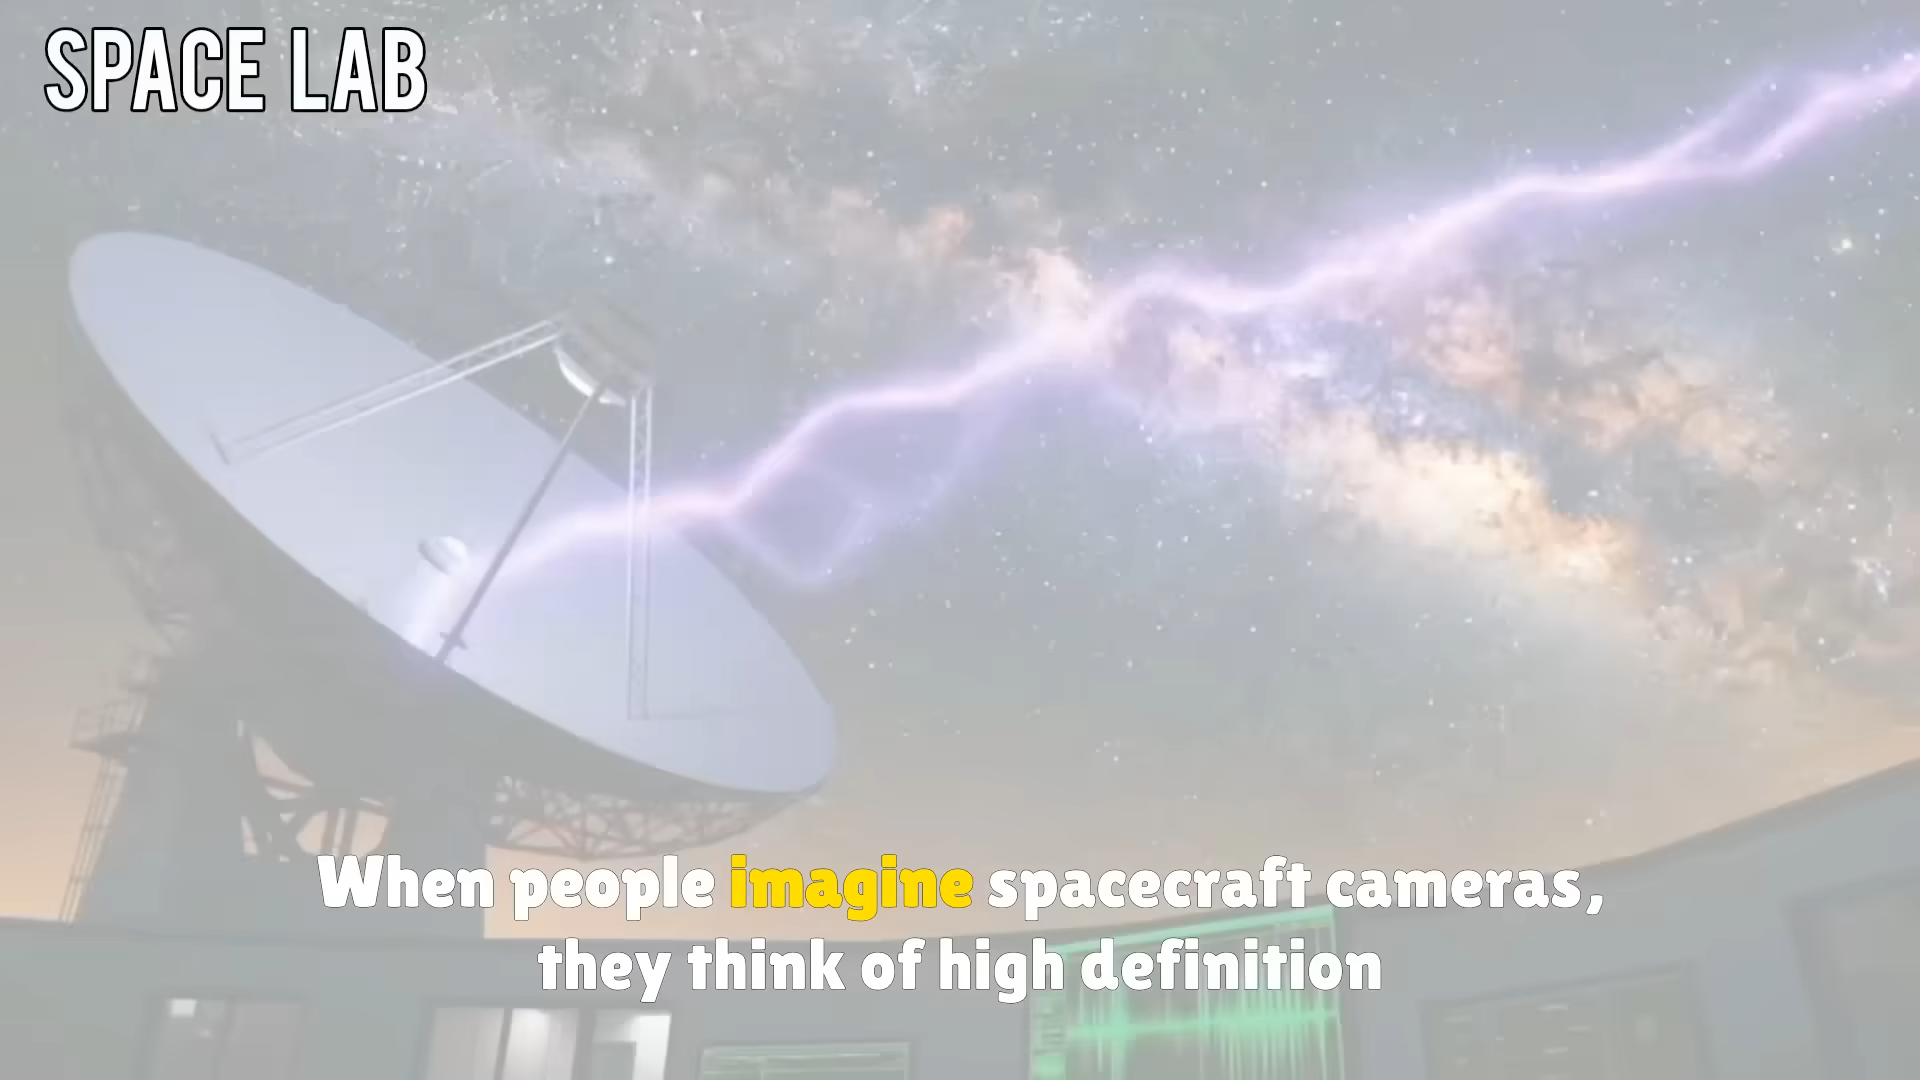 SPACE LAB
When people imagine spacecraft cameras,
they think of high definition